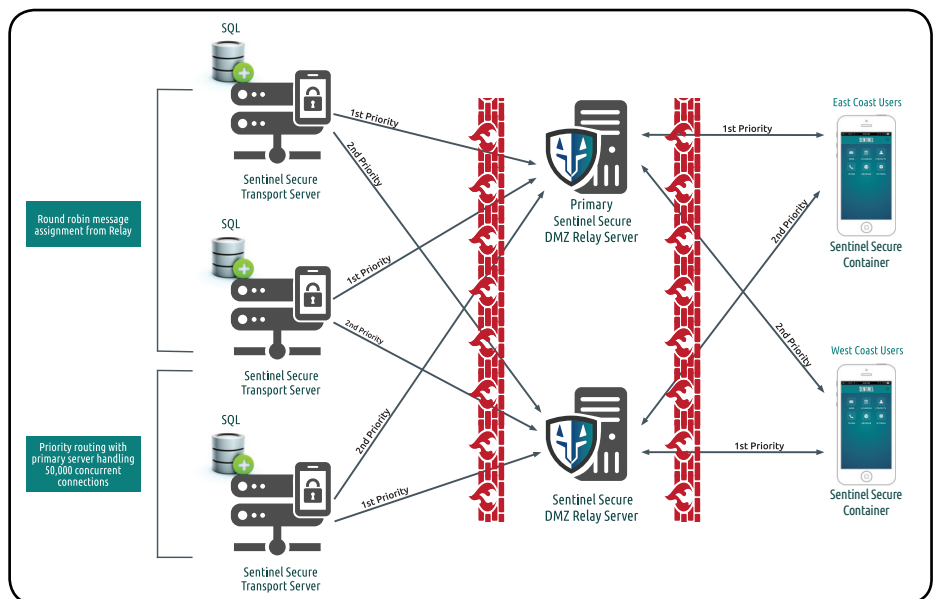 SQL
Sentinel Secure
Transport Server
1st Priority
2nd Priority
Round robin message
assignment from Relay
SQL
Sentinel Secure
Transport Server
1st Priority
2nd Priority
Priority routing with
primary server handling
50,000 concurrent
connections
SQL
Sentinel Secure
Transport Server
2nd Priority
1st Priority
Primary
Sentinel Secure
DMZ Relay Server
Sentinel Secure
DMZ Relay Server
1st Priority
2nd Priority
2nd Priority
1st Priority
East Coast Users
SENTINEL
Sentinel Secure
Container
West Coast Users
SENTINEL
Sentinel Secure
Container